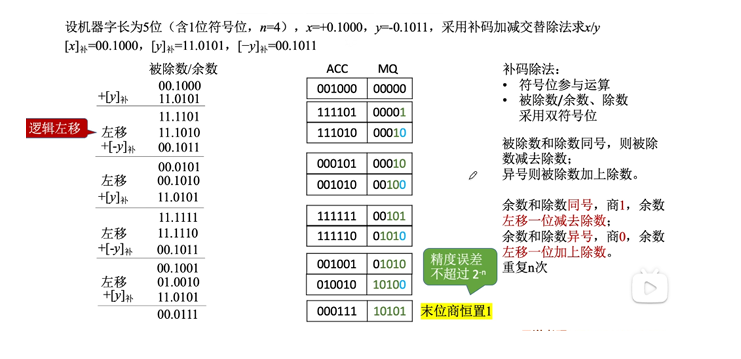 设机器字长为5位（含1位符号位，n=4），x=+0.1000，y=-0.1011，采用补码加减交替除法求x/y
[x]补=00.1000，[y]补=11.0101，[−y]补=00.1011
被除数/余数
00.1000
+[y]补 11.0101
11.1101
左移 11.1010
+[-y]补 00.1011
00.0101
左移 00.1010
+[y]补 11.0101
11.1111
左移 11.1110
+[-y]补 00.1011
00.1001
左移 01.0010
+[y]补 11.0101
00.0111
逻辑左移
ACC MQ
001000 00000
111101 00001
111010 00010
000101 00010
001010 00100
111111 00101
111110 01010
001001 01010
010010 10100
000111 10101
末位商恒置1
精度误差
不超过 2⁻ⁿ
补码除法：
• 符号位参与运算
• 被除数/余数、除数
采用双符号位
被除数和除数同号，则被除
数减去除数；
异号则被除数加上除数。
余数和除数同号，商1，余数
左移一位减去除数；
余数和除数异号，商0，余数
左移一位加上除数。
重复n次